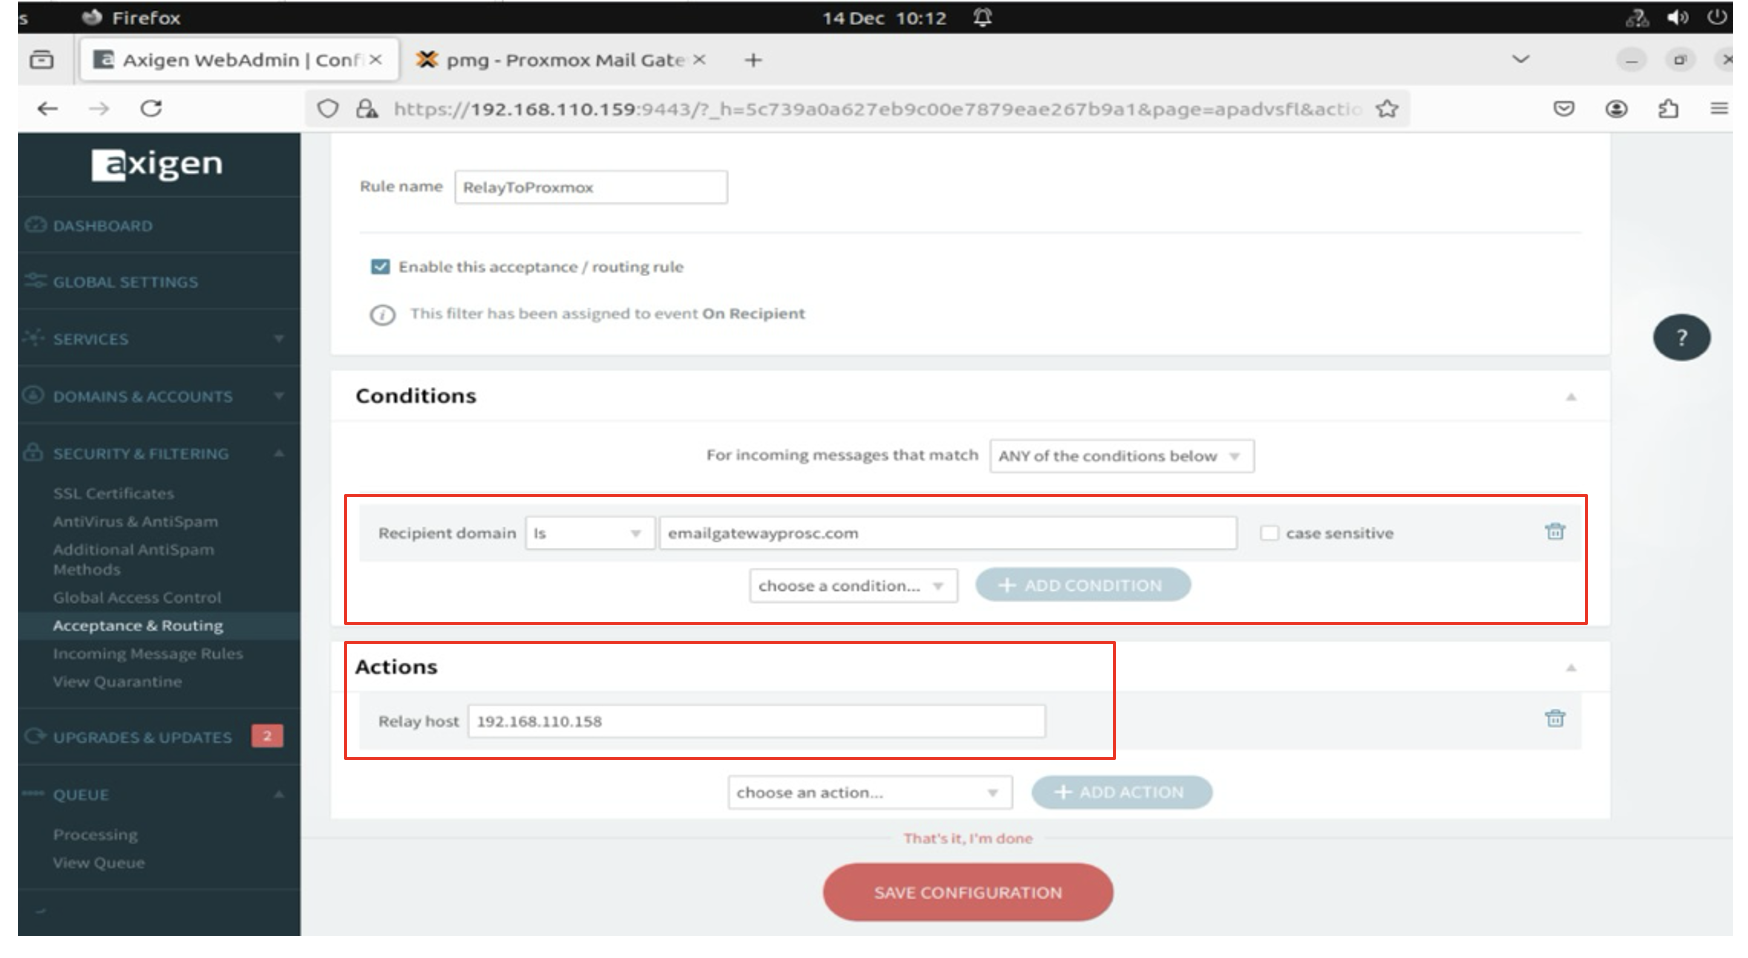 s Firefox 14 Dec 10:12
Axigen WebAdmin | Conf pmg - Proxmox Mail Gate
https://192.168.110.159:9443/?_h=5c739a0a627eb9c00e7879eae267b9a1&page=apadvsfl&actio
axigen
DASHBOARD
GLOBAL SETTINGS
SERVICES
DOMAINS & ACCOUNTS
SECURITY & FILTERING
SSL Certificates
AntiVirus & AntiSpam
Additional AntiSpam
Methods
Global Access Control
Acceptance & Routing
Incoming Message Rules
View Quarantine
UPGRADES & UPDATES 2
QUEUE
Processing
View Queue
Rule name RelayToProxmox
Enable this acceptance / routing rule
This filter has been assigned to event On Recipient
?
Conditions
For incoming messages that match ANY of the conditions below
Recipient domain Is emailgatewayprosc.com case sensitive
choose a condition... + ADD CONDITION
Actions
Relay host 192.168.110.158
choose an action... + ADD ACTION
That's it, I'm done
SAVE CONFIGURATION